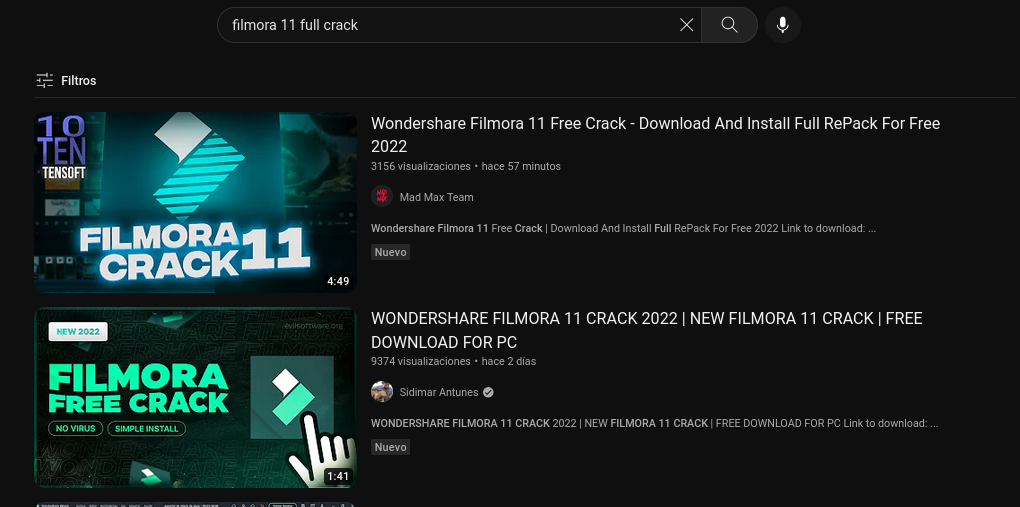 filmora 11 full crack
Filtros
10
TEN
TENSOFT
FILMORA
CRACK 11
4:49
Wondershare Filmora 11 Free Crack - Download And Install Full RePack For Free
2022
3156 visualizaciones • hace 57 minutos
Mad Max Team
Wondershare Filmora 11 Free Crack | Download And Install Full RePack For Free 2022 Link to download: ...
Nuevo
NEW 2022
evilsoftware.org
FILMORA
FREE CRACK
NO VIRUS
SIMPLE INSTALL
1:41
WONDERSHARE FILMORA 11 CRACK 2022 | NEW FILMORA 11 CRACK | FREE
DOWNLOAD FOR PC
9374 visualizaciones • hace 2 días
Sidimar Antunes
WONDERSHARE FILMORA 11 CRACK 2022 | NEW FILMORA 11 CRACK | FREE DOWNLOAD FOR PC Link to download: ...
Nuevo